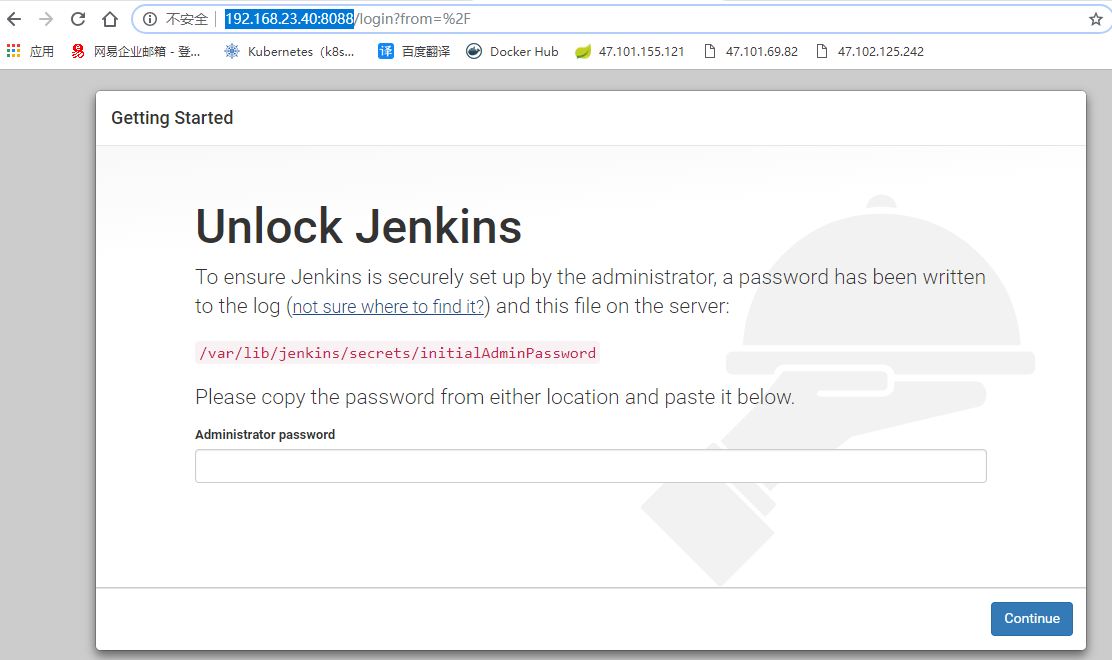 不安全 | 192.168.23.40:8088/login?from=%2F
应用 网易企业邮箱 - 登... Kubernetes（k8s... 译 百度翻译 Docker Hub 47.101.155.121 47.101.69.82 47.102.125.242
Getting Started
Unlock Jenkins
To ensure Jenkins is securely set up by the administrator, a password has been written
to the log (not sure where to find it?) and this file on the server:
/var/lib/jenkins/secrets/initialAdminPassword
Please copy the password from either location and paste it below.
Administrator password
Continue